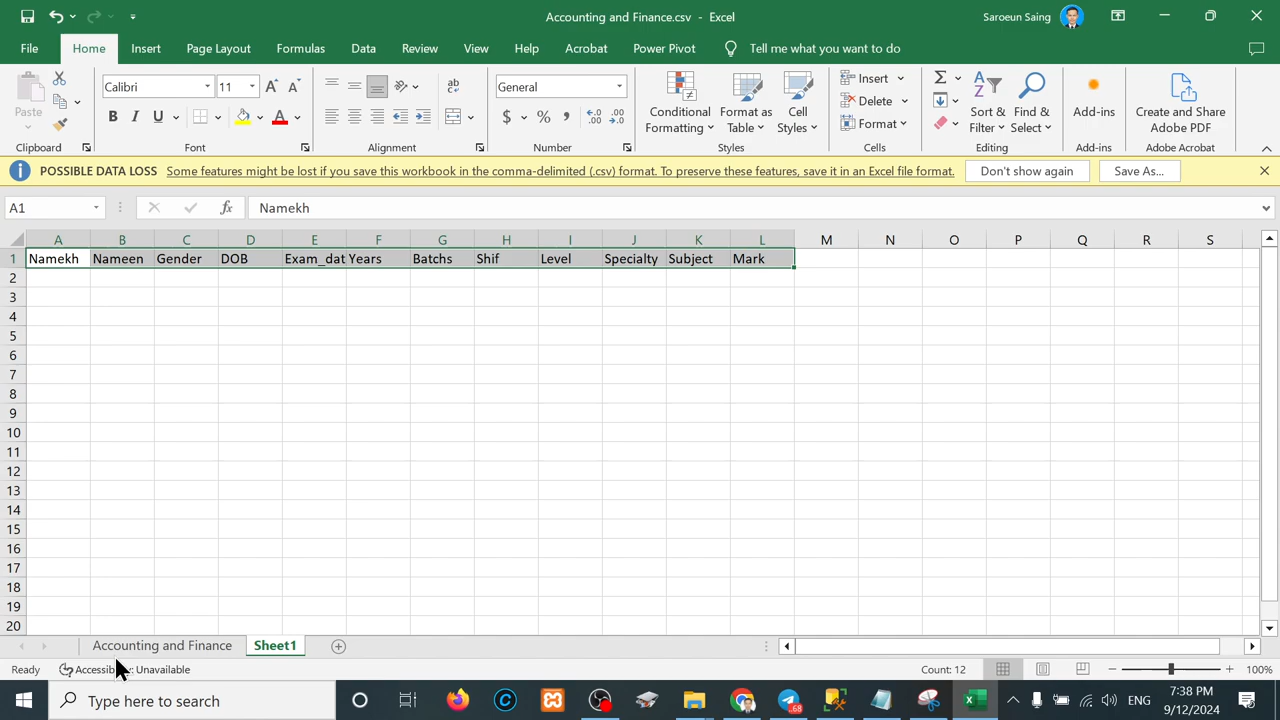 Accounting and Finance.csv - Excel
Saroeun Saing
File Home Insert Page Layout Formulas Data Review View Help Acrobat Power Pivot Tell me what you want to do
Paste
Clipboard
Calibri 11
B I U
Font
Alignment
General
$ % ,
Number
Conditional Formatting
Format as Table
Cell Styles
Styles
Insert
Delete
Format
Cells
Sort & Filter
Find & Select
Editing
Add-ins
Add-ins
Create and Share Adobe PDF
Adobe Acrobat
POSSIBLE DATA LOSS Some features might be lost if you save this workbook in the comma-delimited (.csv) format. To preserve these features, save it in an Excel file format. Don't show again Save As...
A1 fx Namekh
A B C D E F G H I J K L M N O P Q R S
1 Namekh Nameen Gender DOB Exam_dat Years Batchs Shif Level Specialty Subject Mark
2
3
4
5
6
7
8
9
10
11
12
13
14
15
16
17
18
19
20
Accounting and Finance Sheet1
Ready Accessibility: Unavailable Count: 12 100%
Type here to search
68
ENG
7:38 PM
9/12/2024